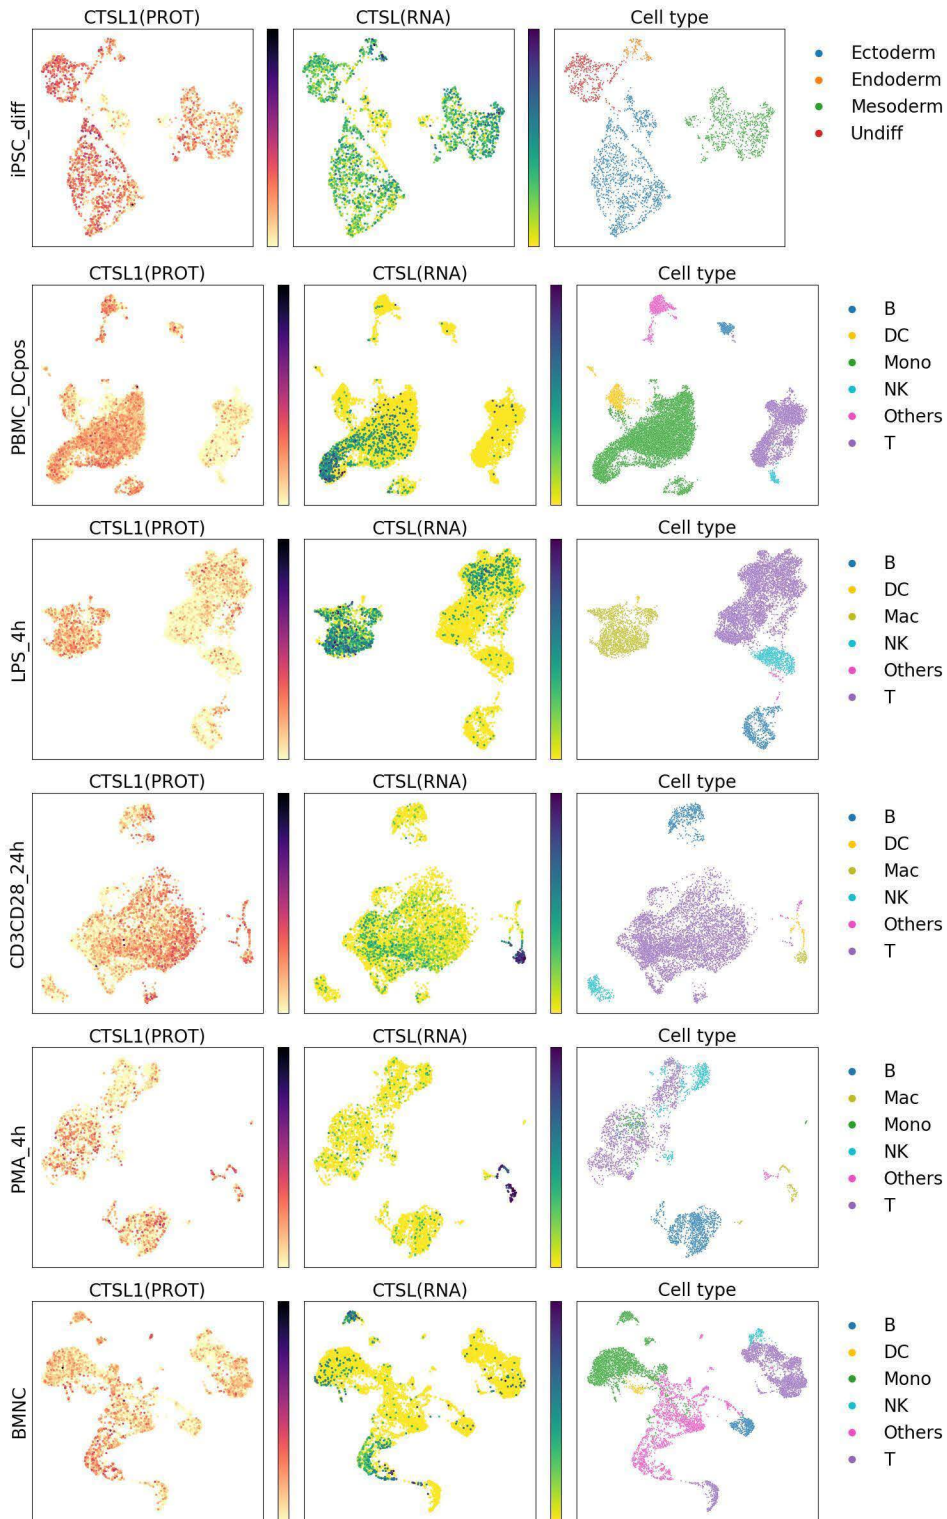 CTSL1(PROT) CTSL(RNA) Cell type
iPSC_diff
Ectoderm
Endoderm
Mesoderm
Undiff
CTSL1(PROT) CTSL(RNA) Cell type
PBMC_DCpos
B
DC
Mono
NK
Others
T
CTSL1(PROT) CTSL(RNA) Cell type
LPS_4h
B
DC
Mac
NK
Others
T
CTSL1(PROT) CTSL(RNA) Cell type
CD3CD28_24h
B
DC
Mac
NK
Others
T
CTSL1(PROT) CTSL(RNA) Cell type
PMA_4h
B
Mac
Mono
NK
Others
T
CTSL1(PROT) CTSL(RNA) Cell type
BMNC
B
DC
Mono
NK
Others
T